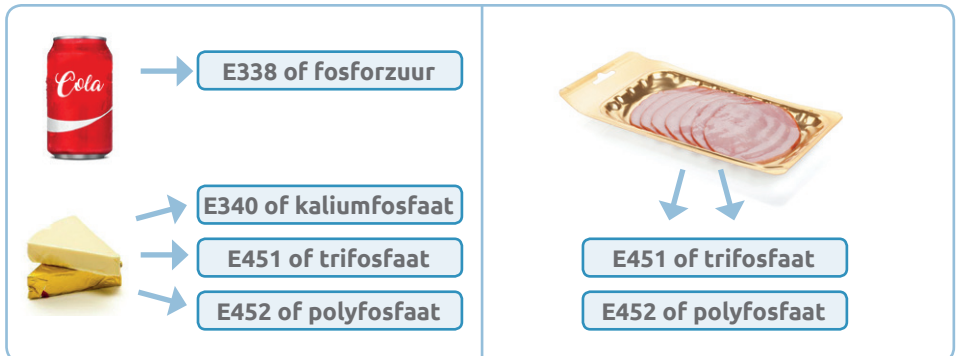 Cola
E338 of fosforzuur
E340 of kaliumfosfaat
E451 of trifosfaat
E452 of polyfosfaat
E451 of trifosfaat
E452 of polyfosfaat